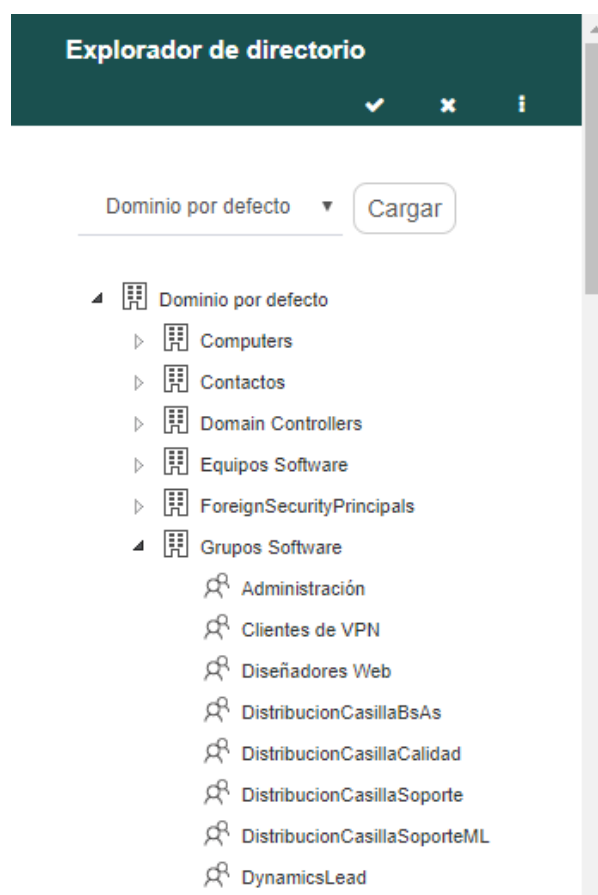 Explorador de directorio
Dominio por defecto Cargar
Dominio por defecto
Computers
Contactos
Domain Controllers
Equipos Software
ForeignSecurityPrincipals
Grupos Software
Administración
Clientes de VPN
Diseñadores Web
DistribucionCasillaBsAs
DistribucionCasillaCalidad
DistribucionCasillaSoporte
DistribucionCasillaSoporteML
DynamicsLead